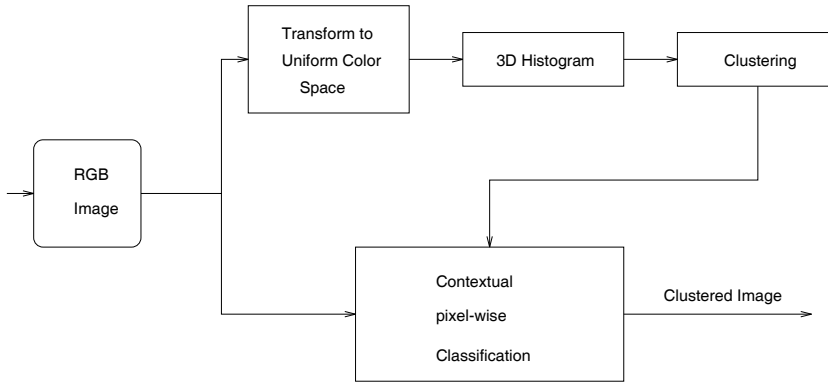 Transform to
Uniform Color
Space
3D Histogram
Clustering
RGB
Image
Contextual
pixel-wise
Classification
Clustered Image